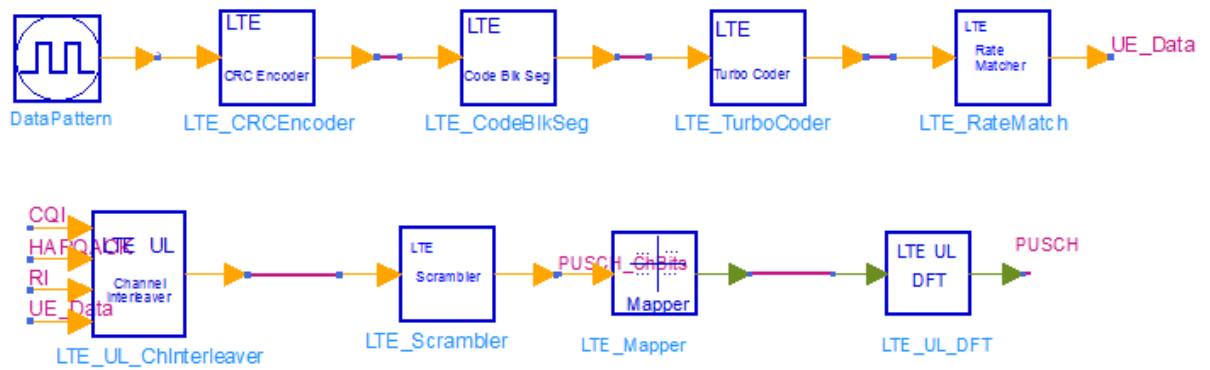 LTE
CRC Encoder
LTE
Code Blk Seg
LTE
Turbo Coder
LTE
Rate
Matcher
UE_Data
DataPattern
LTE_CRCEncoder
LTE_CodeBlkSeg
LTE_TurboCoder
LTE_RateMatch
CQI
HARQACK
RI
UE_Data
LTE UL
Channel
Interleaver
LTE_UL_ChInterleaver
LTE
Scrambler
LTE_Scrambler
PUSCH_ChBits
Mapper
LTE_Mapper
LTE UL
DFT
LTE_UL_DFT
PUSCH